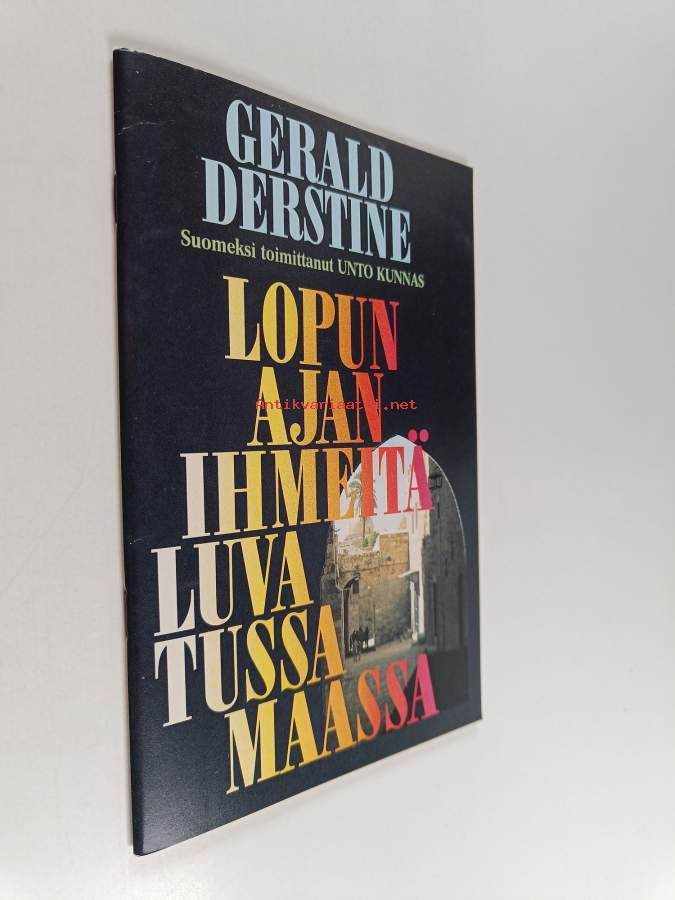 GERALD
DERSTINE
Suomeksi toimittanut UNTO KUNNAS
LOPUN
AJAN
Antikvariaatti.net
IHMEITÄ
LUVA
TUSSA
MAASSA